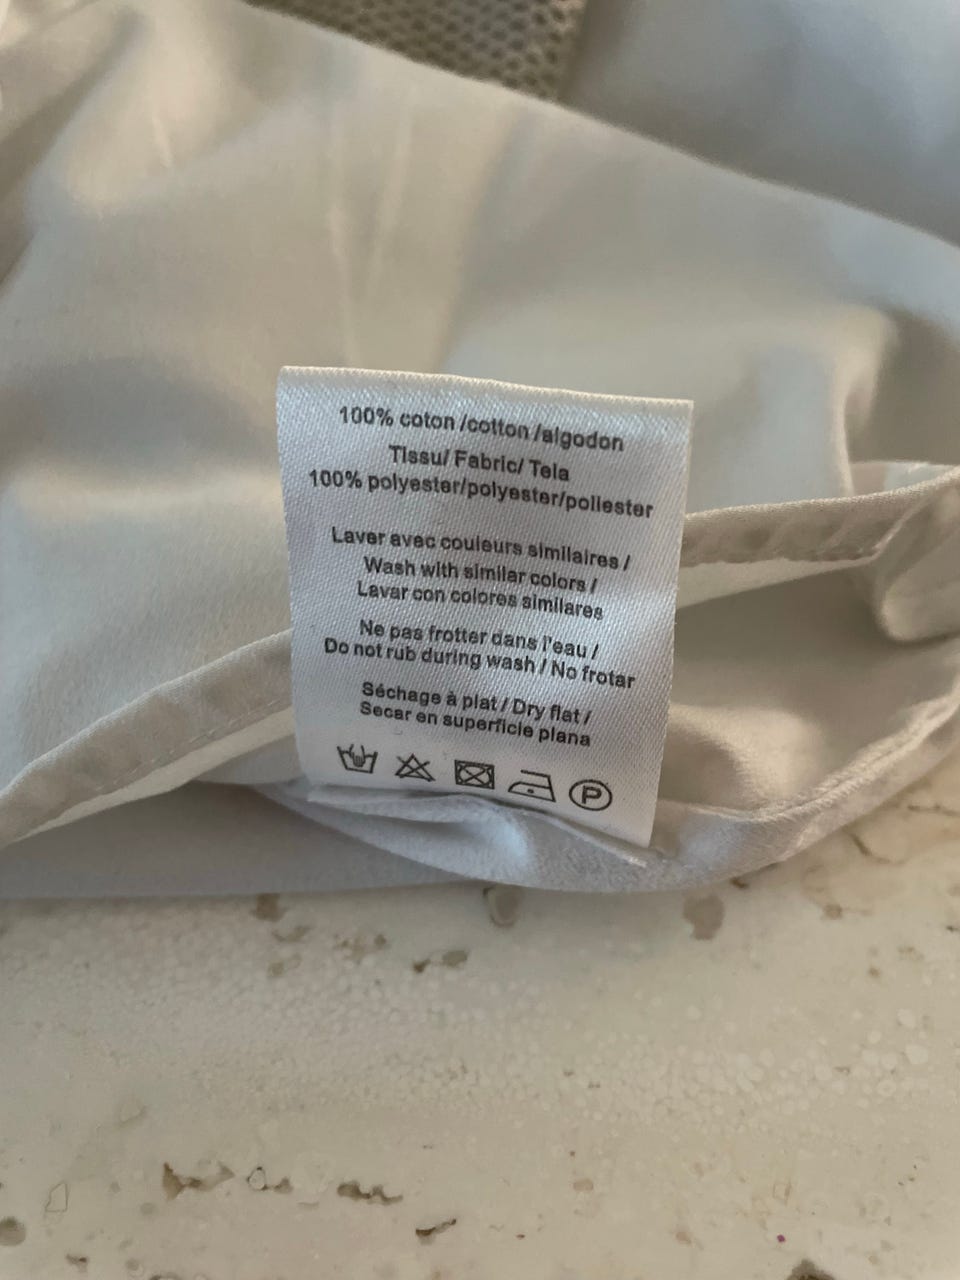 100% coton /cotton /algodon
Tissu/ Fabric/ Tela
100% polyester/polyester/poliester
Laver avec couleurs similaires /
Wash with similar colors /
Lavar con colores similares
Ne pas frotter dans l'eau /
Do not rub during wash / No frotar
Séchage à plat / Dry flat /
Secar en superficie plana
P